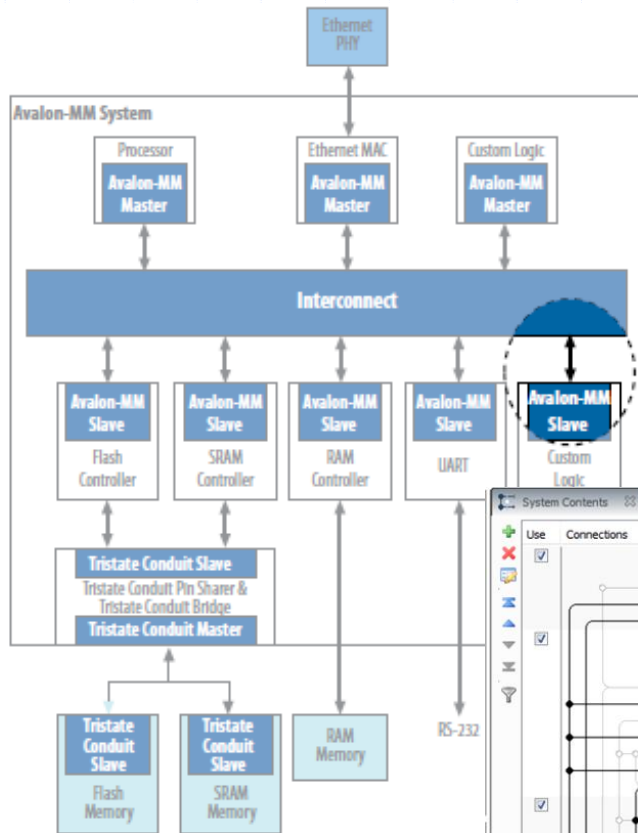 Ethernet
PHY
Avalon-MM System
Processor
Ethernet MAC
Custom Logic
Avalon-MM
Master
Avalon-MM
Master
Avalon-MM
Master
Interconnect
Avalon-MM
Slave
Avalon-MM
Slave
Avalon-MM
Slave
Avalon-MM
Slave
Avalon-MM
Slave
Flash
Controller
SRAM
Controller
RAM
Controller
UART
Custom
Logic
System Contents
Use Connections
Tristate Conduit Slave
Tristate Conduit Pin Sharer &
Tristate Conduit Bridge
Tristate Conduit Master
Tristate
Conduit
Slave
Flash
Memory
Tristate
Conduit
Slave
SRAM
Memory
RAM
Memory
RS-232